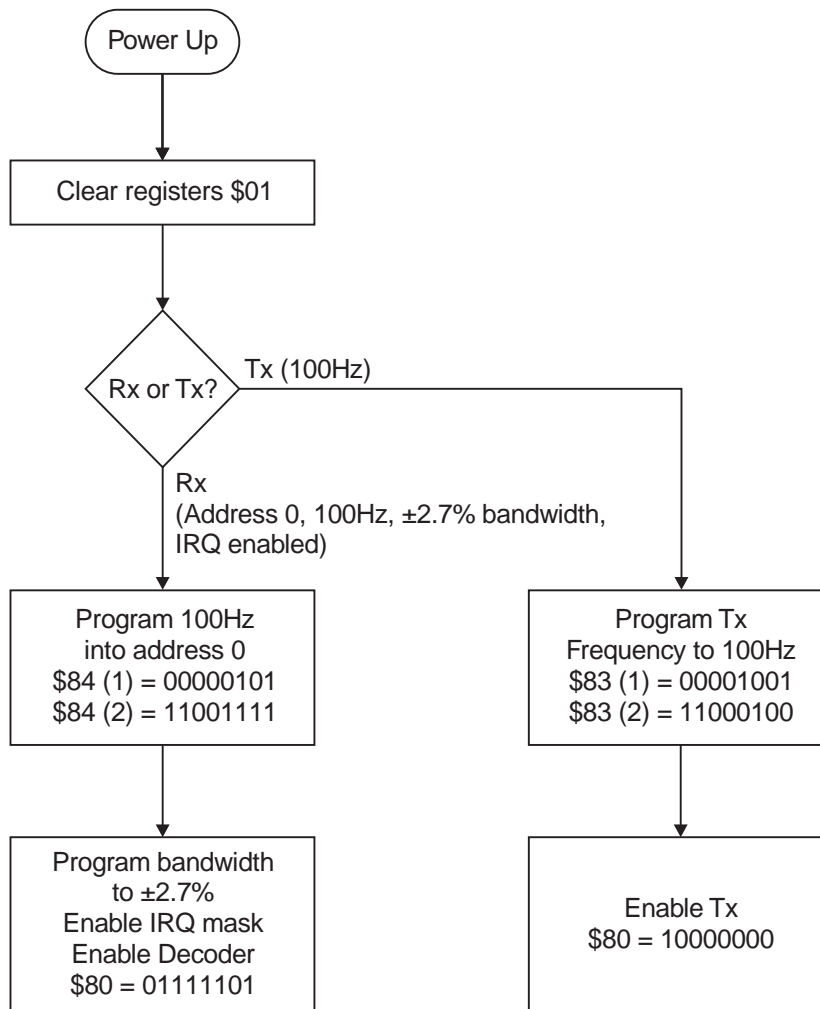 Power Up
Clear registers $01
Rx or Tx?
Tx (100Hz)
Rx
(Address 0, 100Hz, ±2.7% bandwidth,
IRQ enabled)
Program 100Hz
into address 0
$84 (1) = 00000101
$84 (2) = 11001111
Program Tx
Frequency to 100Hz
$83 (1) = 00001001
$83 (2) = 11000100
Program bandwidth
to ±2.7%
Enable IRQ mask
Enable Decoder
$80 = 01111101
Enable Tx
$80 = 10000000